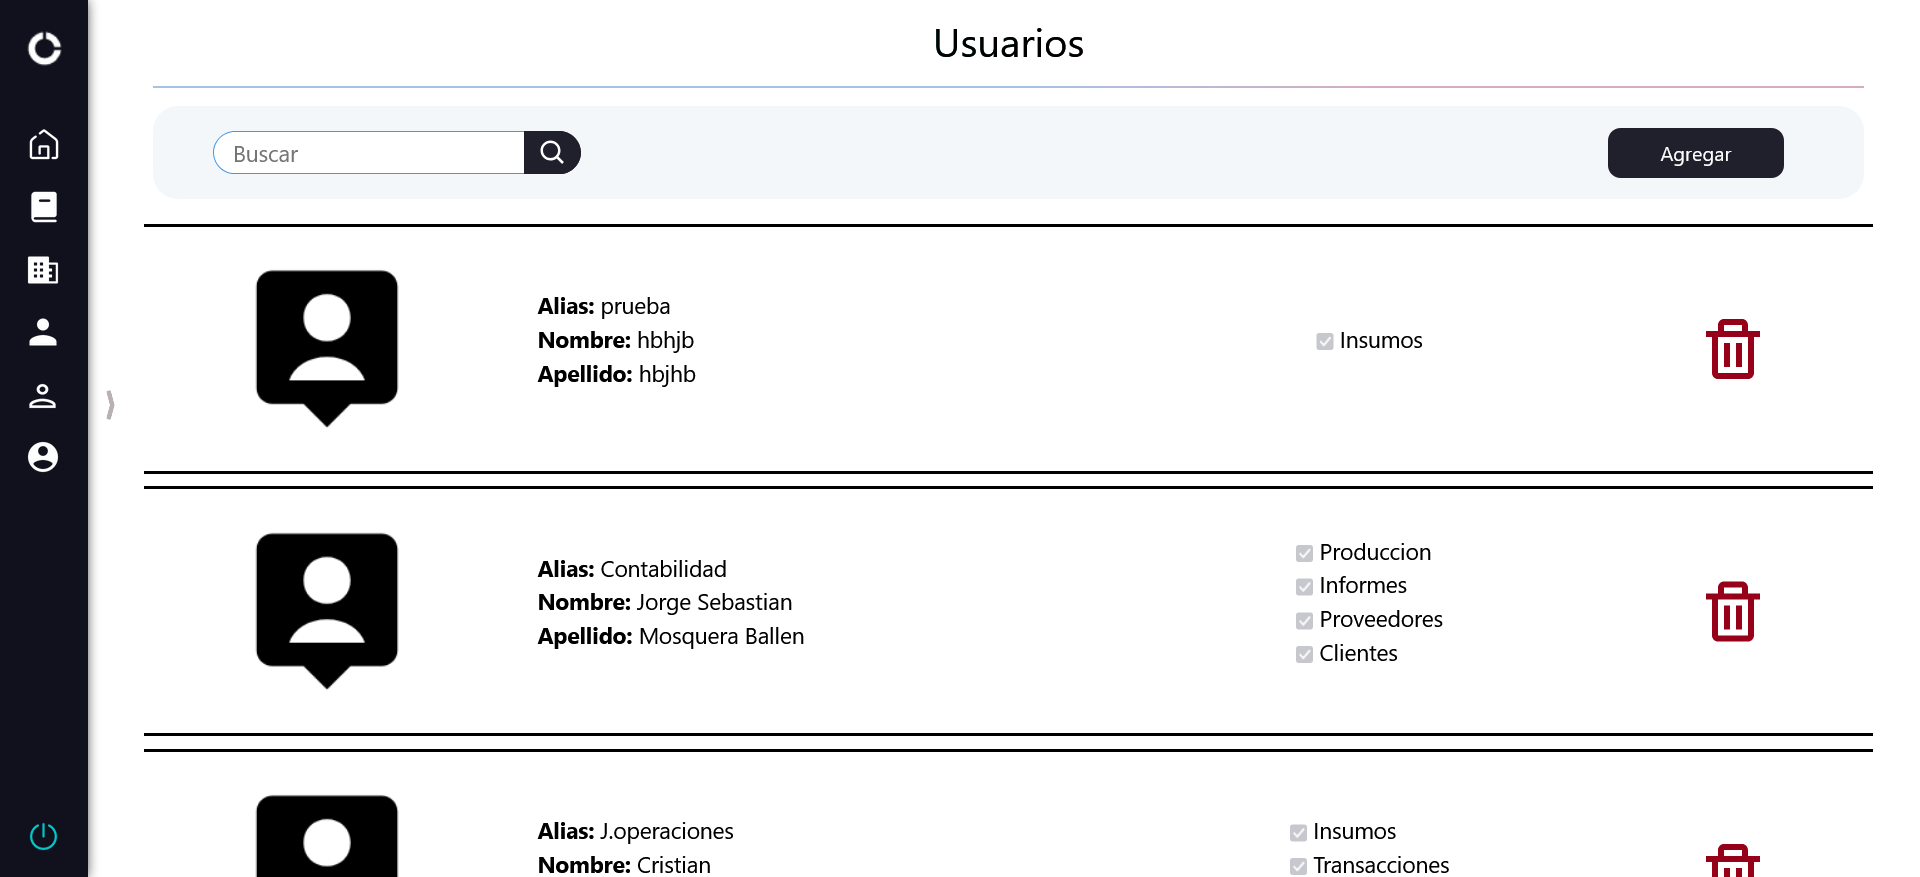 Usuarios
Buscar
Agregar
Alias: prueba
Nombre: hbhjb
Apellido: hbjhb
Insumos
Alias: Contabilidad
Nombre: Jorge Sebastian
Apellido: Mosquera Ballen
Produccion
Informes
Proveedores
Clientes
Alias: J.operaciones
Nombre: Cristian
Insumos
Transacciones